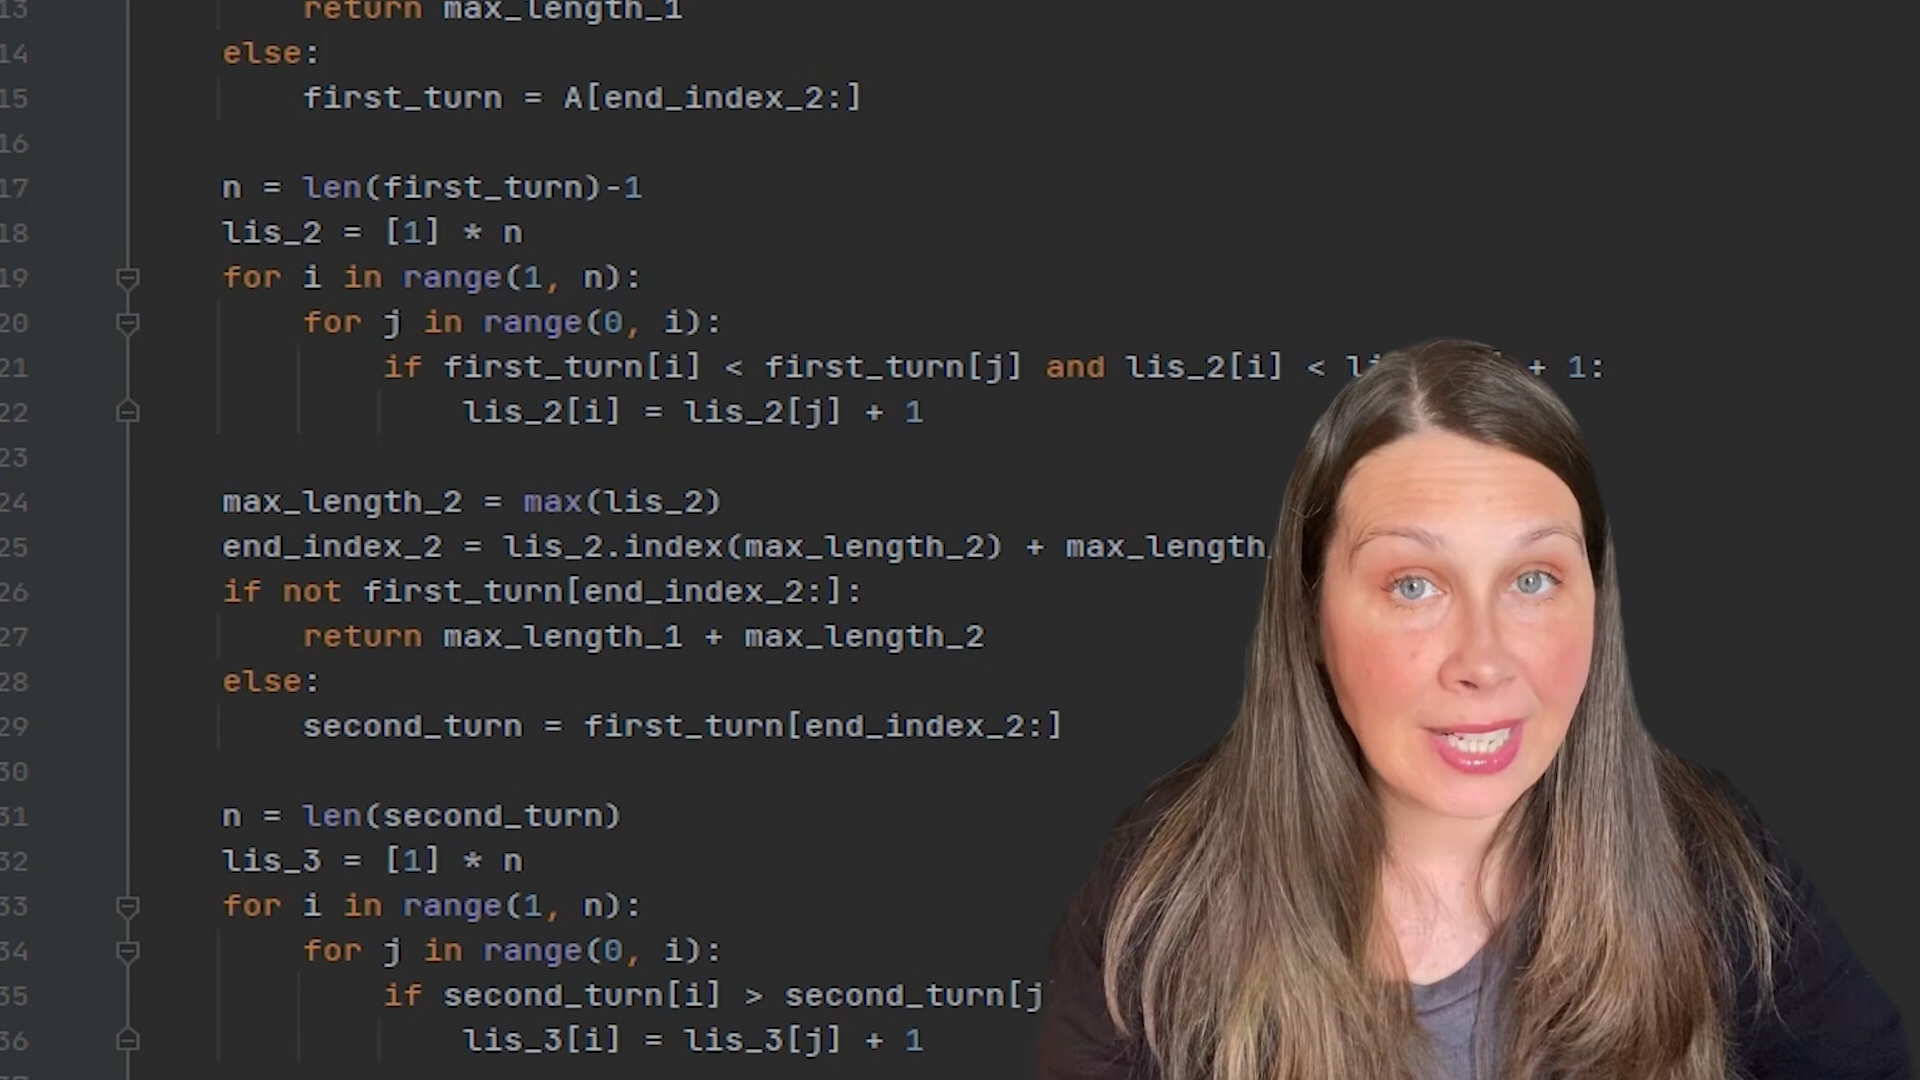 13 return max_length_1
14 else:
15 first_turn = A[end_index_2:]
16
17 n = len(first_turn)-1
18 lis_2 = [1] * n
19 for i in range(1, n):
20 for j in range(0, i):
21 if first_turn[i] < first_turn[j] and lis_2[i] < + 1:
22 lis_2[i] = lis_2[j] + 1
23
24 max_length_2 = max(lis_2)
25 end_index_2 = lis_2.index(max_length_2) + max_length
26 if not first_turn[end_index_2:]:
27 return max_length_1 + max_length_2
28 else:
29 second_turn = first_turn[end_index_2:]
30
31 n = len(second_turn)
32 lis_3 = [1] * n
33 for i in range(1, n):
34 for j in range(0, i):
35 if second_turn[i] > second_turn[j
36 lis_3[i] = lis_3[j] + 1